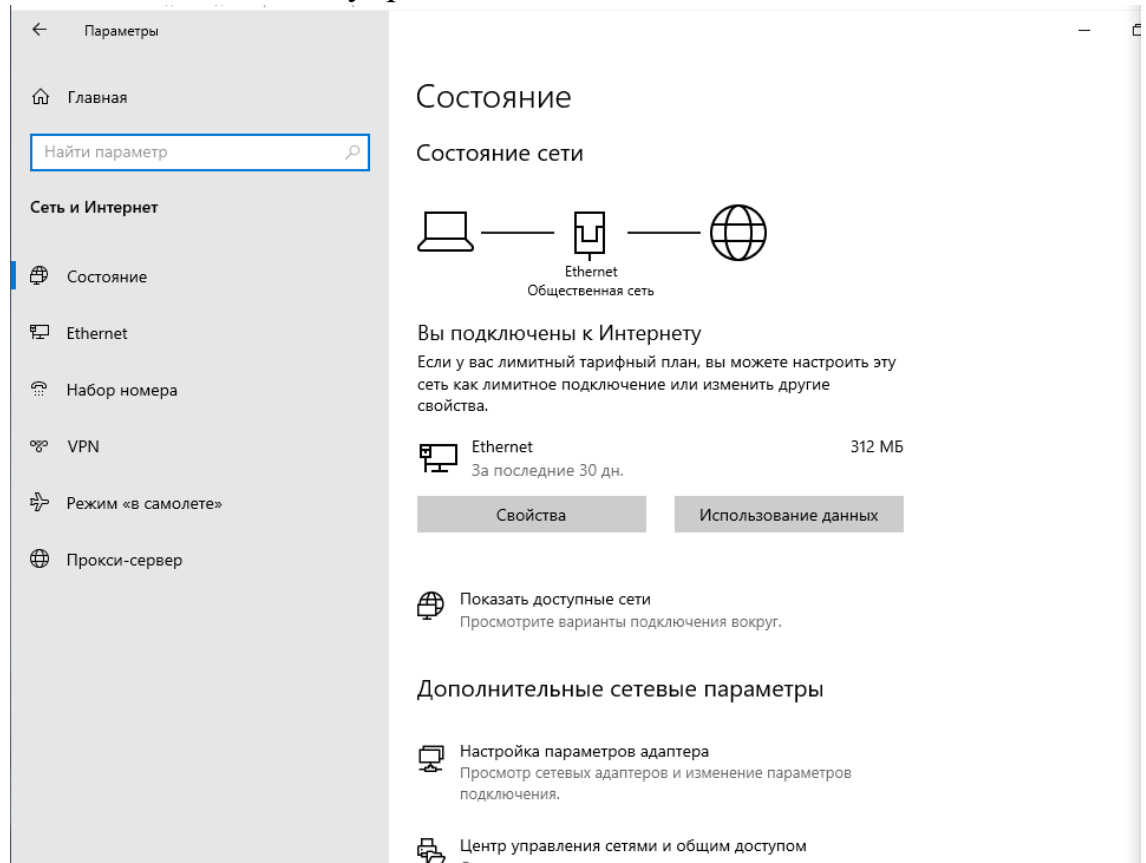 Параметры
Главная
Найти параметр
Сеть и Интернет
Состояние
Ethernet
Набор номера
VPN
Режим «в самолете»
Прокси-сервер
Состояние
Состояние сети
Ethernet
Общественная сеть
Вы подключены к Интернету
Если у вас лимитный тарифный план, вы можете настроить эту
сеть как лимитное подключение или изменить другие
свойства.
Ethernet 312 МБ
За последние 30 дн.
Свойства Использование данных
Показать доступные сети
Просмотрите варианты подключения вокруг.
Дополнительные сетевые параметры
Настройка параметров адаптера
Просмотр сетевых адаптеров и изменение параметров
подключения.
Центр управления сетями и общим доступом